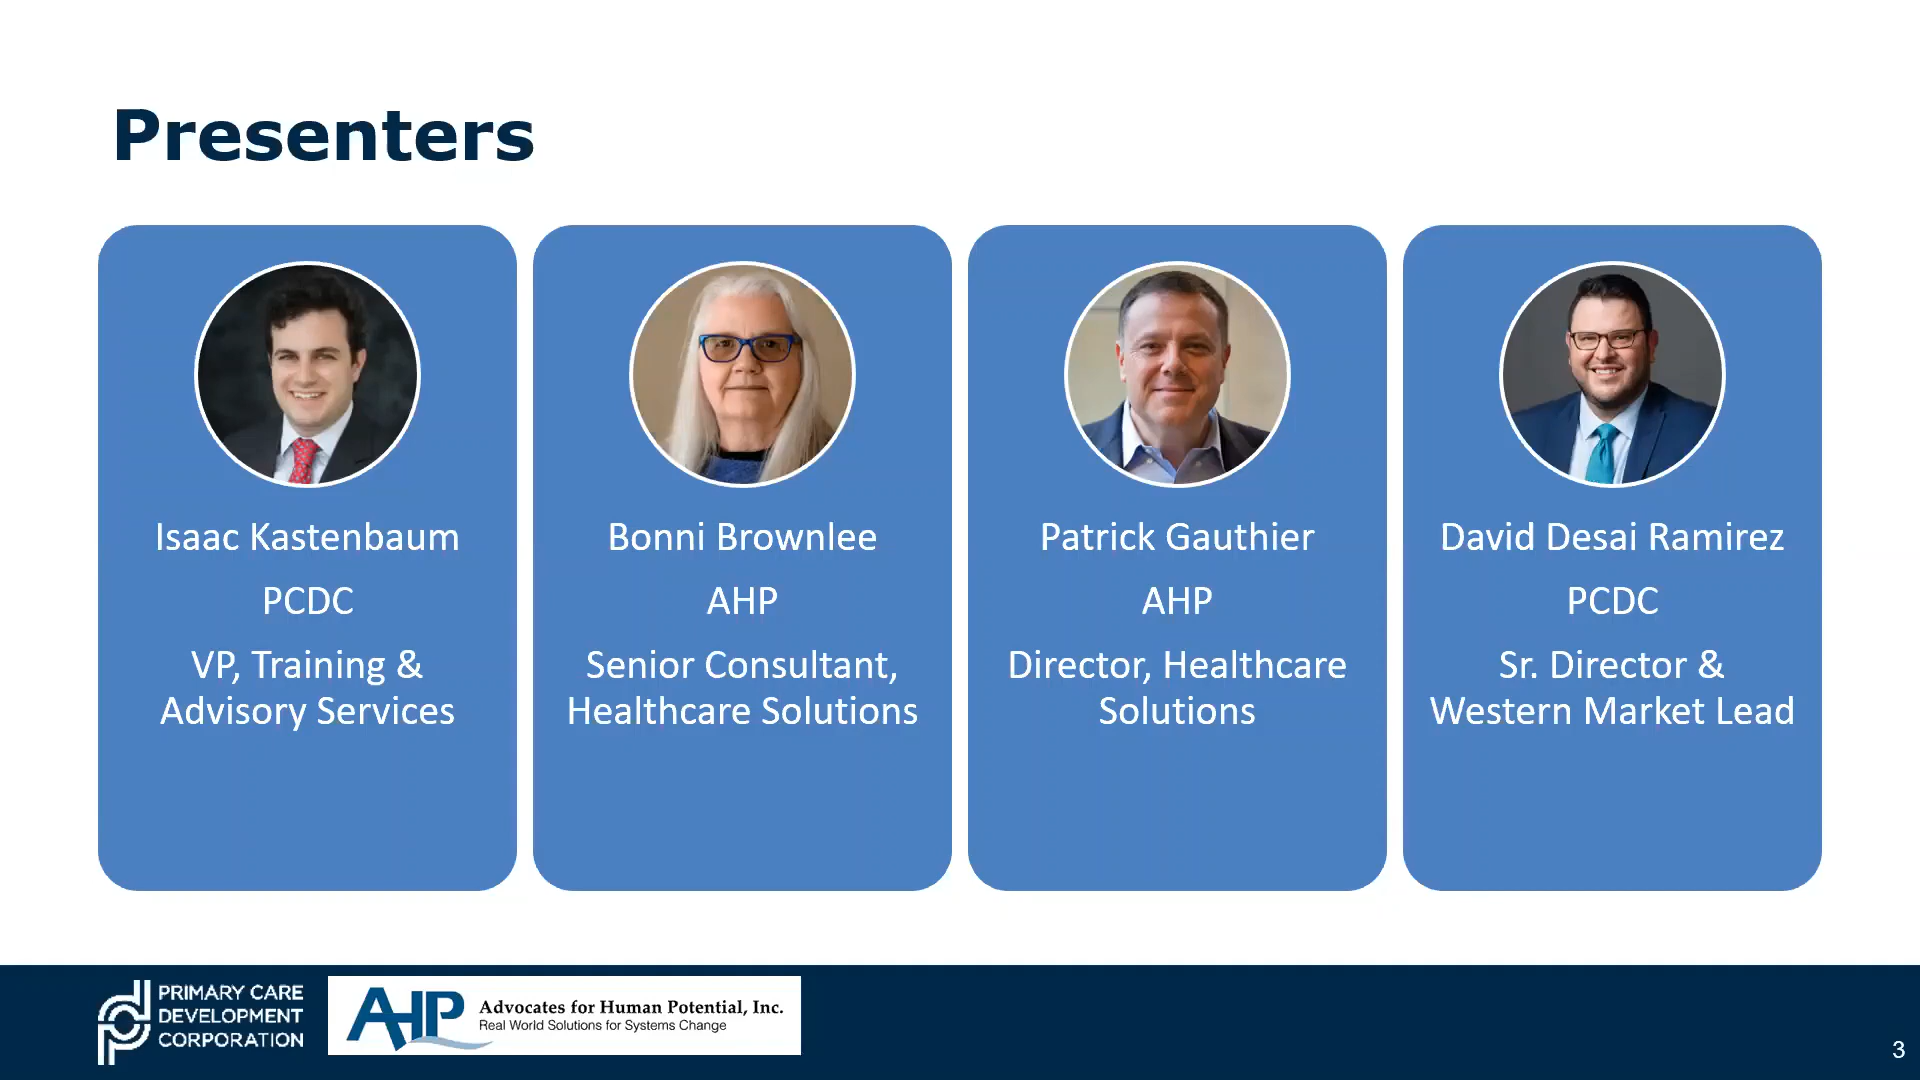 Presenters
Isaac Kastenbaum
PCDC
VP, Training &
Advisory Services
Bonni Brownlee
AHP
Senior Consultant,
Healthcare Solutions
Patrick Gauthier
AHP
Director, Healthcare
Solutions
David Desai Ramirez
PCDC
Sr. Director &
Western Market Lead
PRIMARY CARE
DEVELOPMENT
CORPORATION
AHP
Advocates for Human Potential, Inc.
Real World Solutions for Systems Change
3